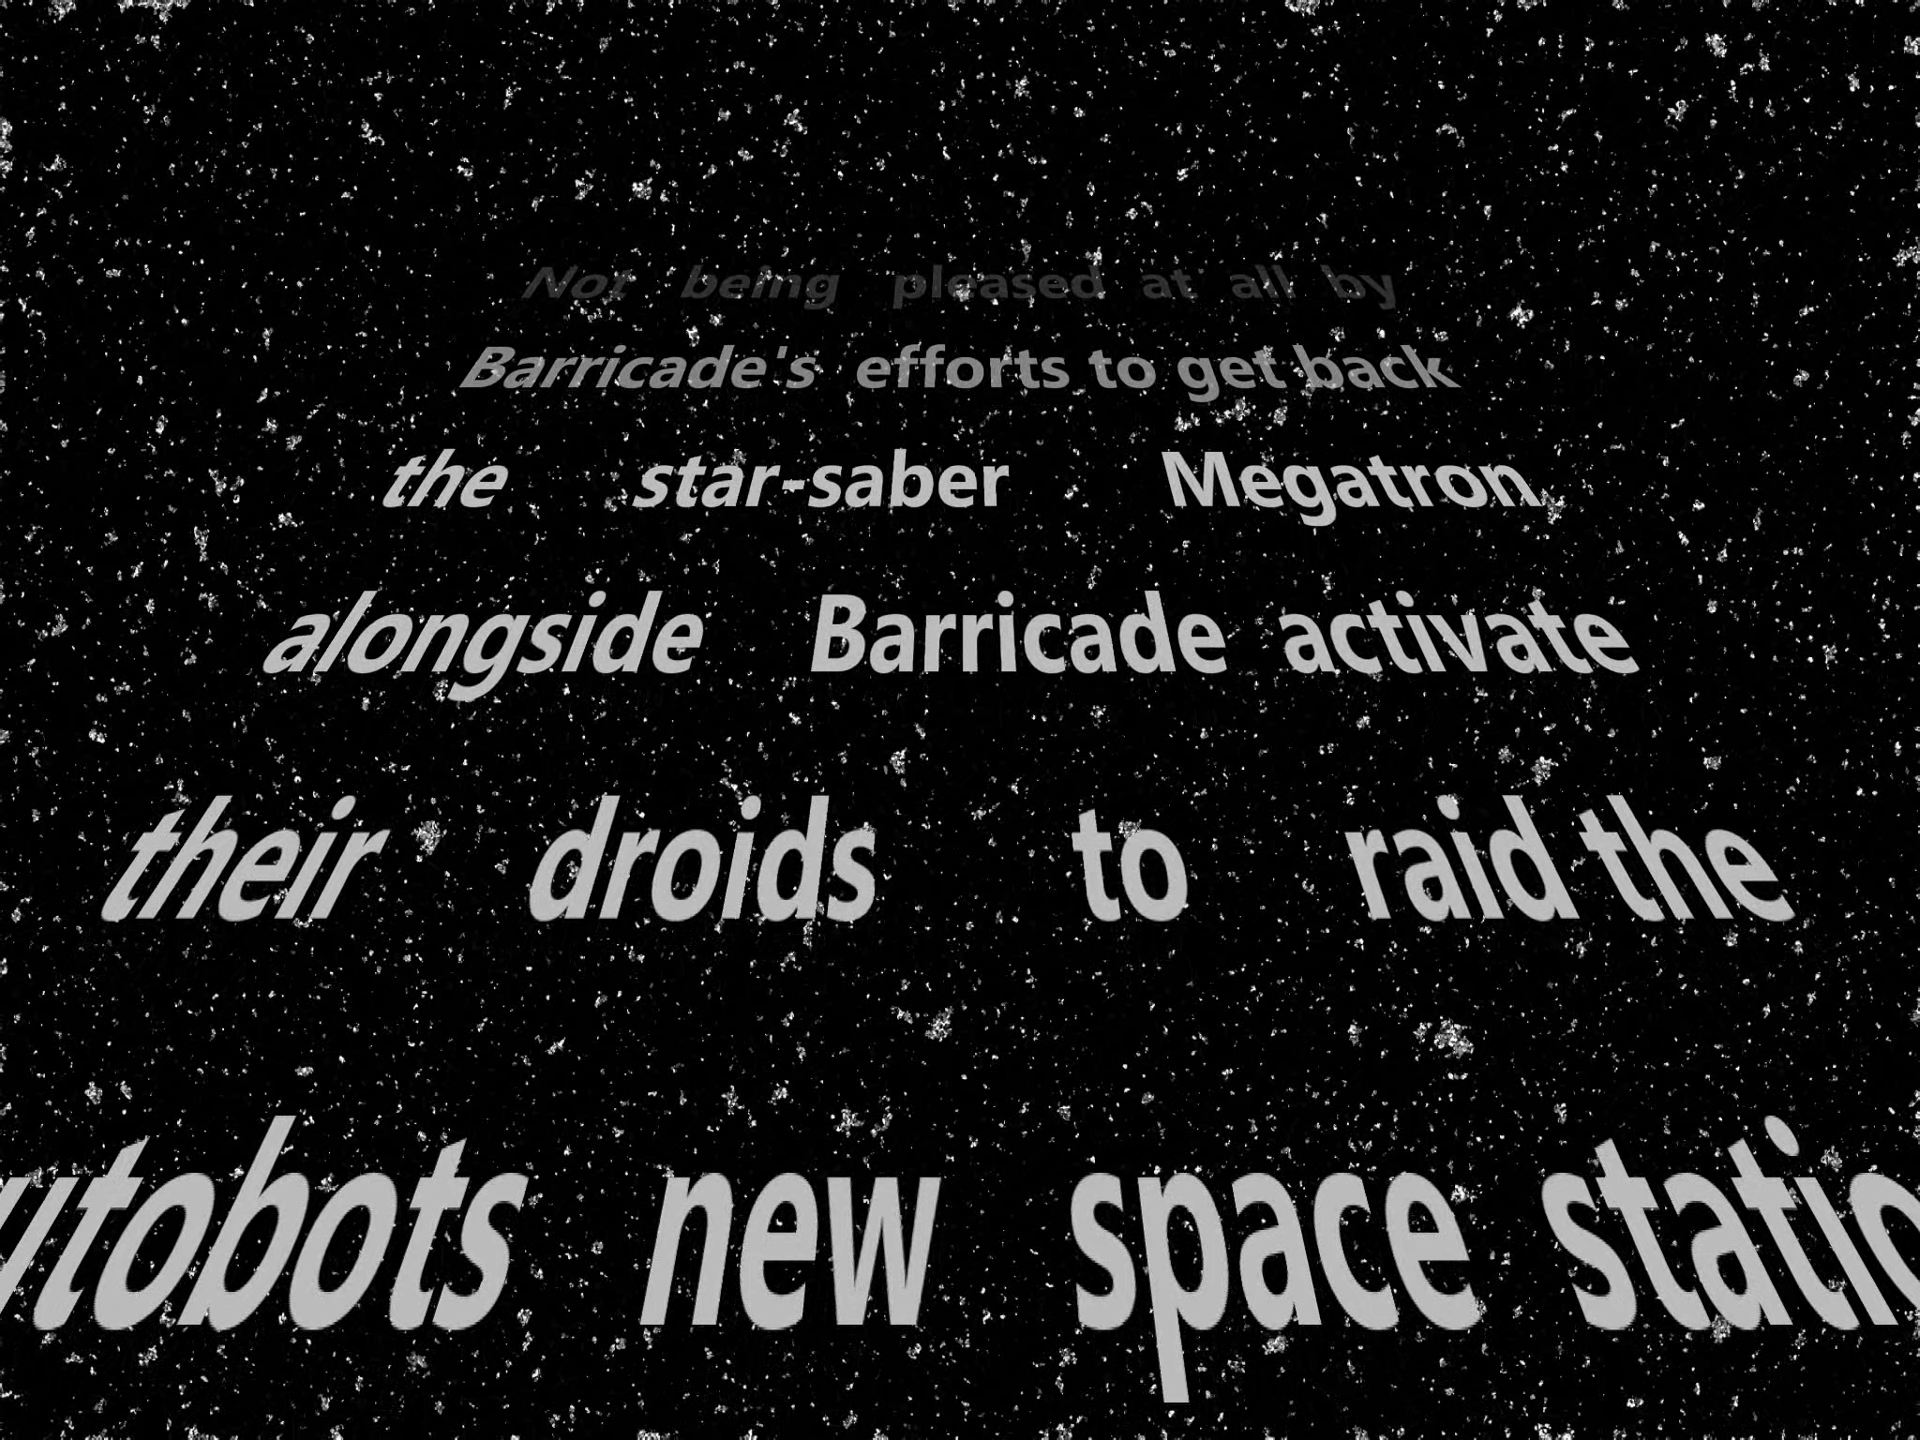 Not being pleased at all by
Barricade's efforts to get back
the star-saber Megatron
alongside Barricade activate
their droids to raid the
new space